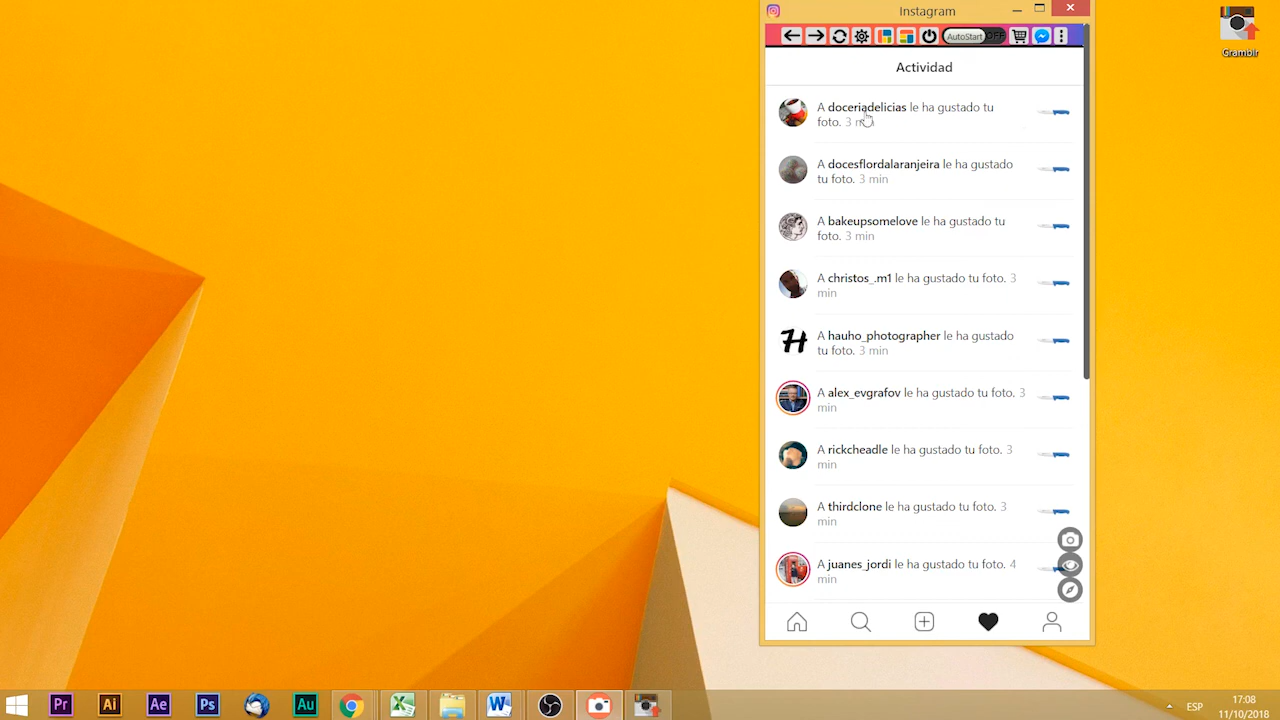 Instagram
AutoStart OFF
Gramblr
Actividad
A doceriadelicias le ha gustado tu
foto. 3 min
A docesflordalaranjeira le ha gustado
tu foto. 3 min
A bakeupsomelove le ha gustado tu
foto. 3 min
A christos_.m1 le ha gustado tu foto. 3
min
A hauho_photographer le ha gustado
tu foto. 3 min
A alex_evgrafov le ha gustado tu foto. 3
min
A rickcheadle le ha gustado tu foto. 3
min
A thirdclone le ha gustado tu foto. 3
min
A juanes_jordi le ha gustado tu foto. 4
min
Pr Ai Ae Ps Au
ESP
17:08
11/10/2018